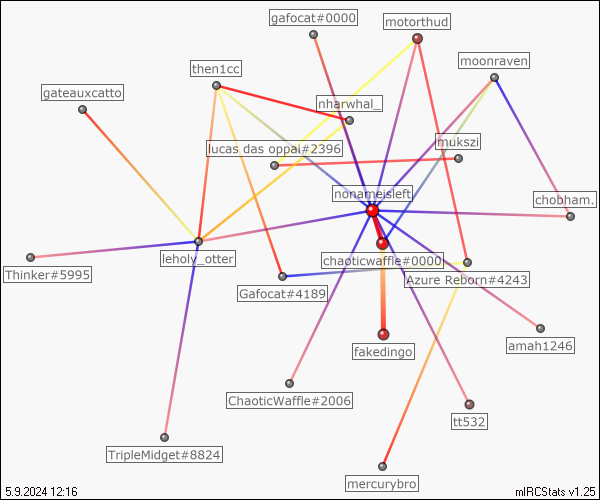 gafocat#0000
motorthud
moonraven
then1cc
gateauxcatto
nharwhal_
mukszi
lucas das oppai#2396
nonameisleft
chobham.
leholy_otter
chaoticwaffle#0000
Thinker#5995
Azure Reborn#4243
Gafocat#4189
amah1246
fakedingo
ChaoticWaffle#2006
tt532
TripleMidget#8824
mercurybro
5.9.2024 12:16
mIRCStats v1.25